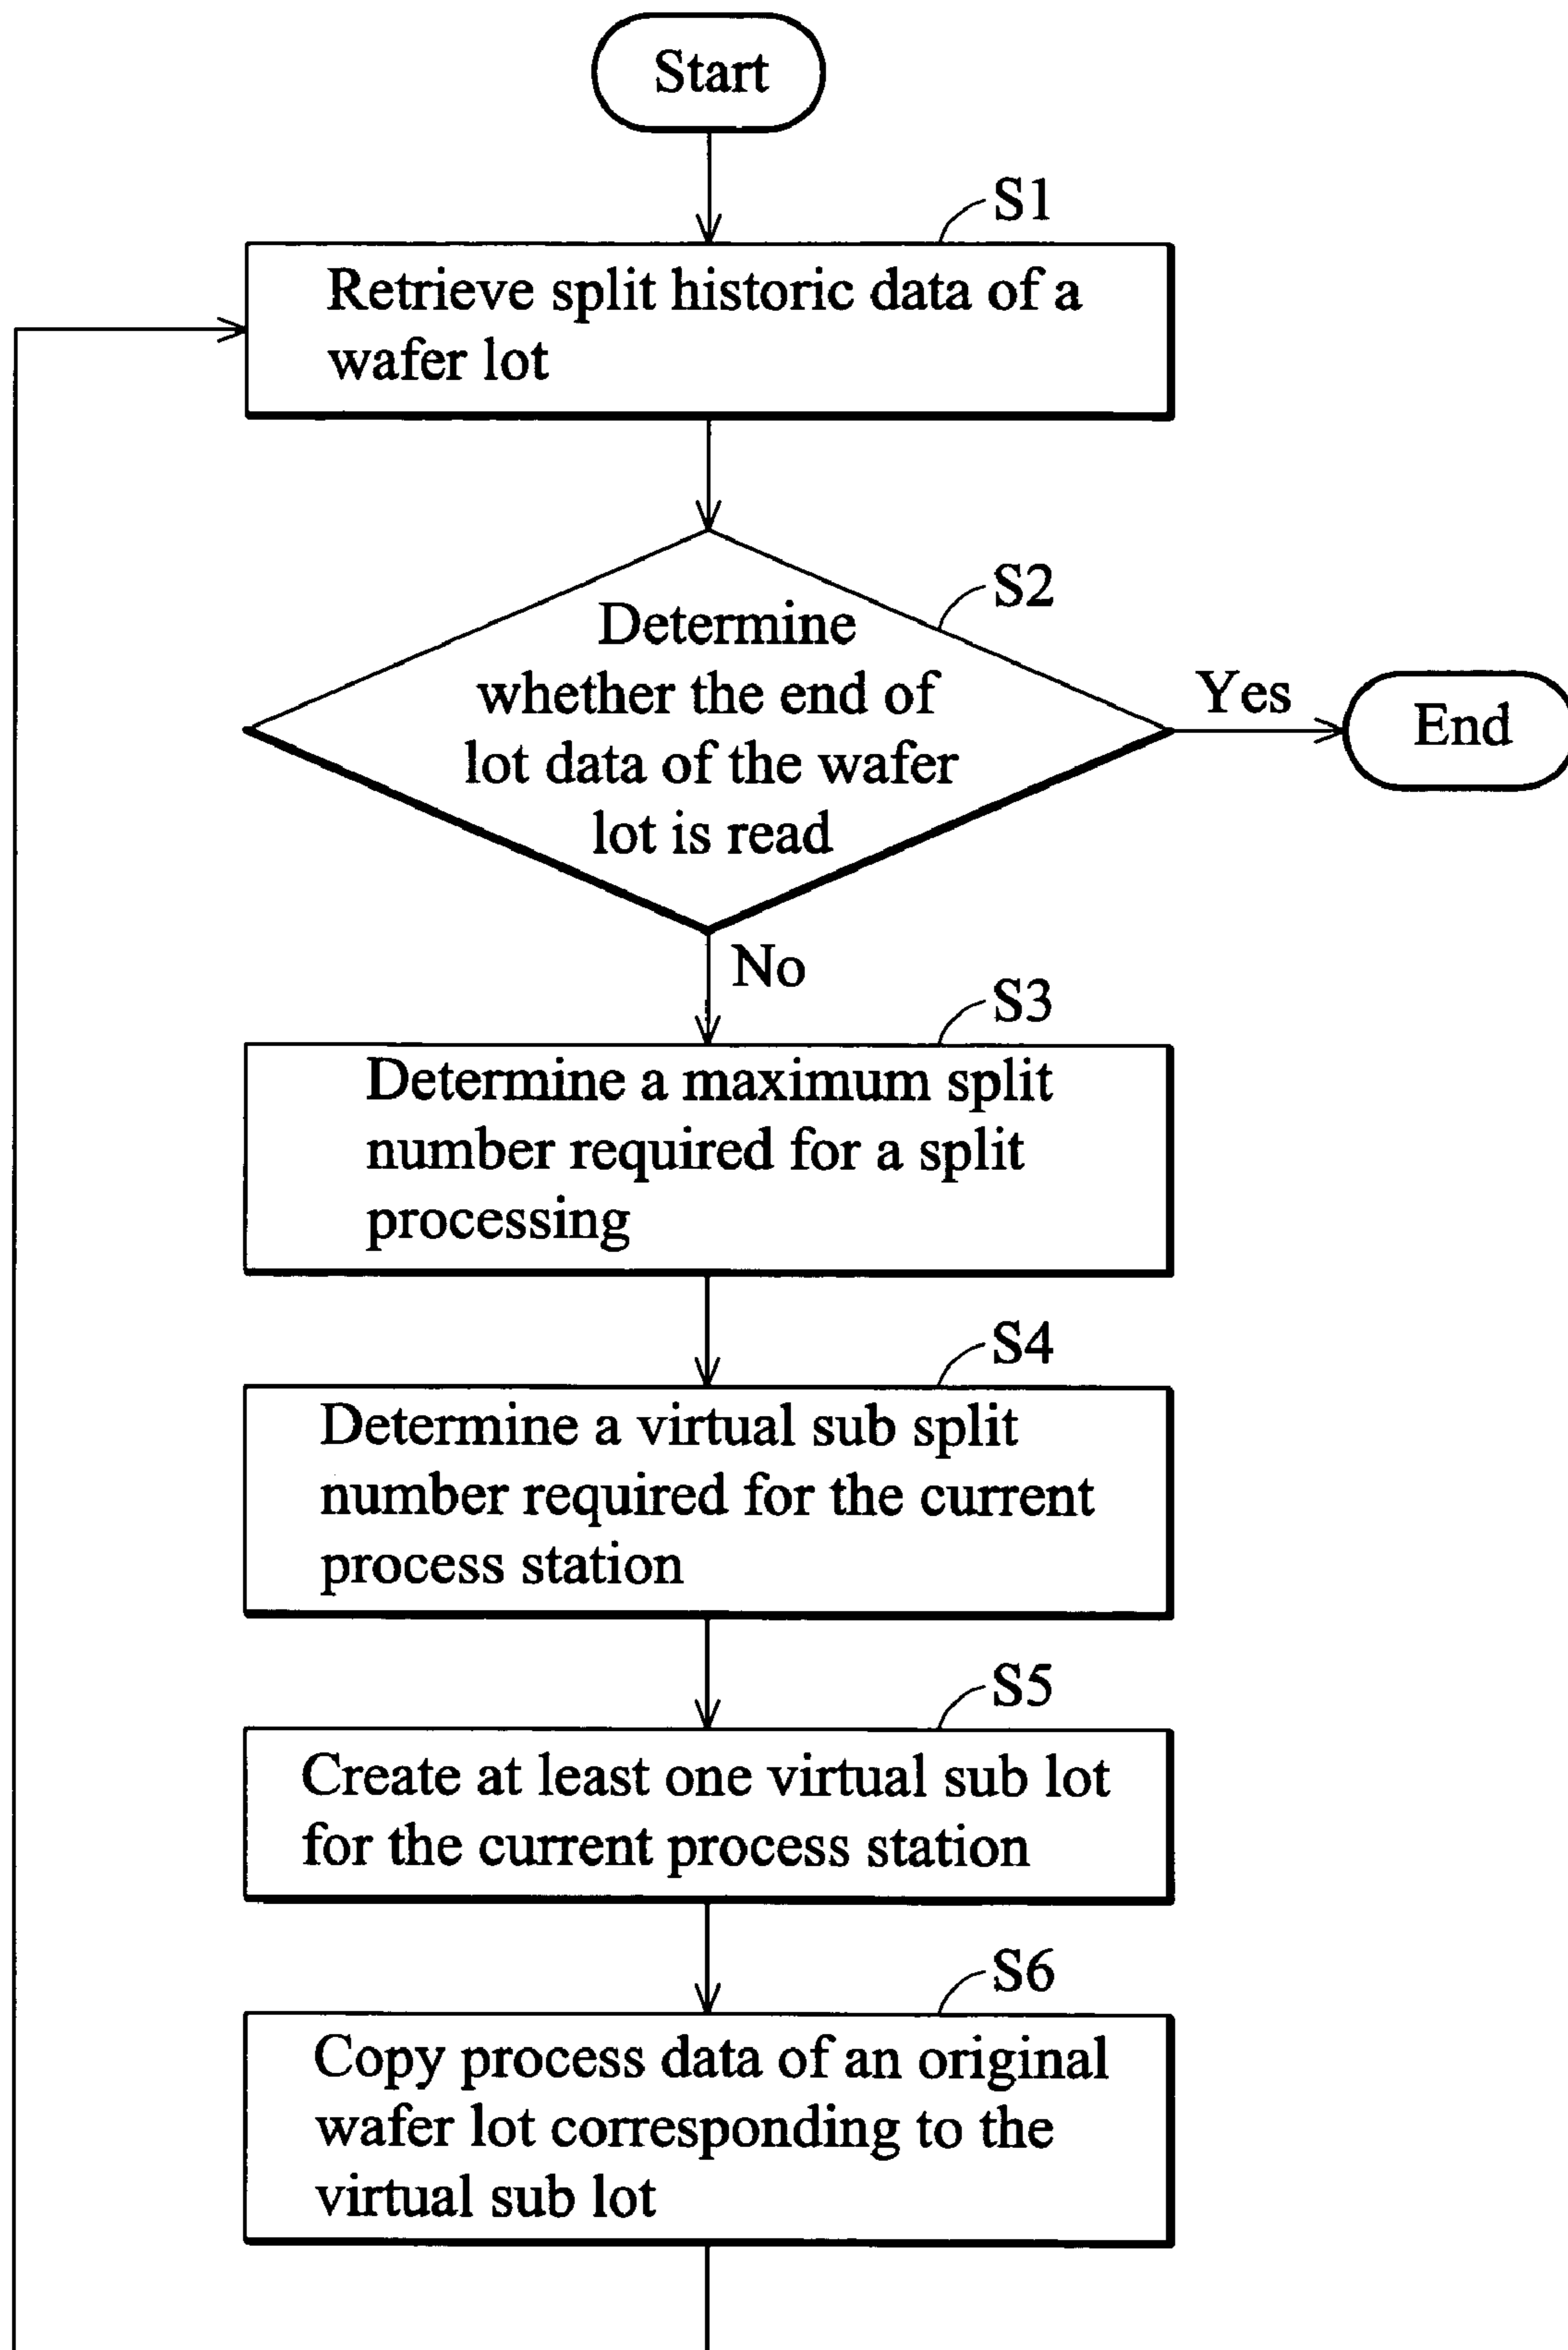 Start
S1
Retrieve split historic data of a
wafer lot
S2
Determine
whether the end of
lot data of the wafer
lot is read
Yes
End
No
S3
Determine a maximum split
number required for a split
processing
S4
Determine a virtual sub split
number required for the current
process station
S5
Create at least one virtual sub lot
for the current process station
S6
Copy process data of an original
wafer lot corresponding to the
virtual sub lot